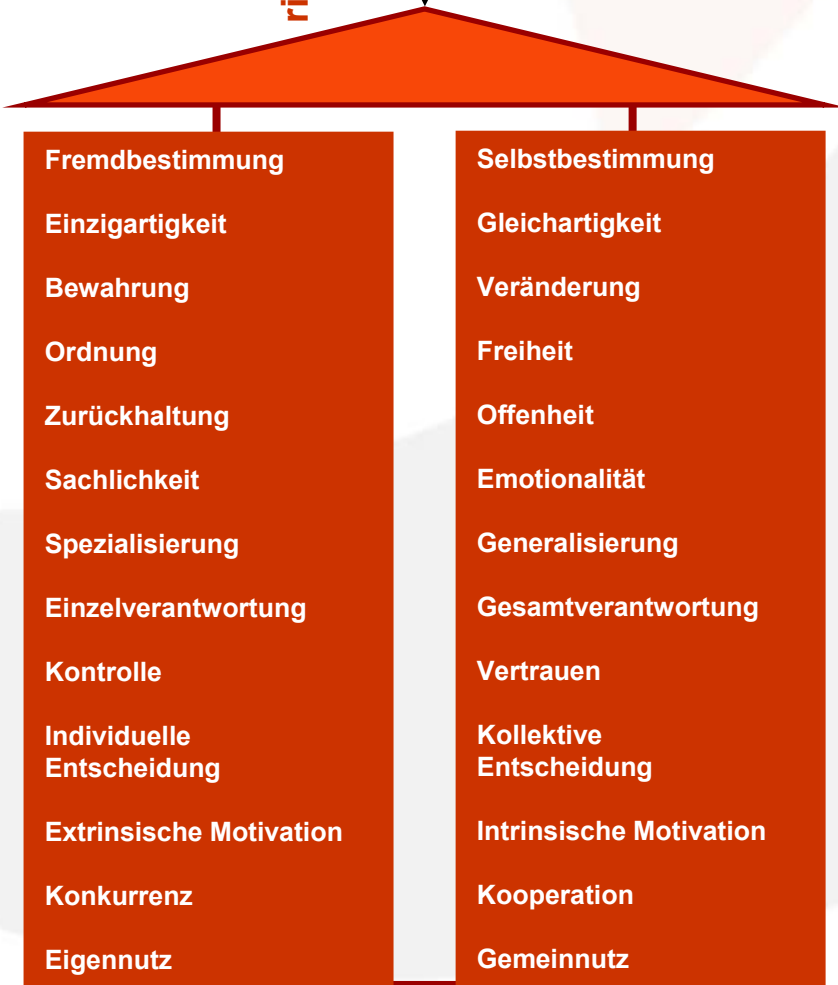 ri
Fremdbestimmung
Einzigartigkeit
Bewahrung
Ordnung
Zurückhaltung
Sachlichkeit
Spezialisierung
Einzelverantwortung
Kontrolle
Individuelle
Entscheidung
Extrinsische Motivation
Konkurrenz
Eigennutz
Selbstbestimmung
Gleichartigkeit
Veränderung
Freiheit
Offenheit
Emotionalität
Generalisierung
Gesamtverantwortung
Vertrauen
Kollektive
Entscheidung
Intrinsische Motivation
Kooperation
Gemeinnutz